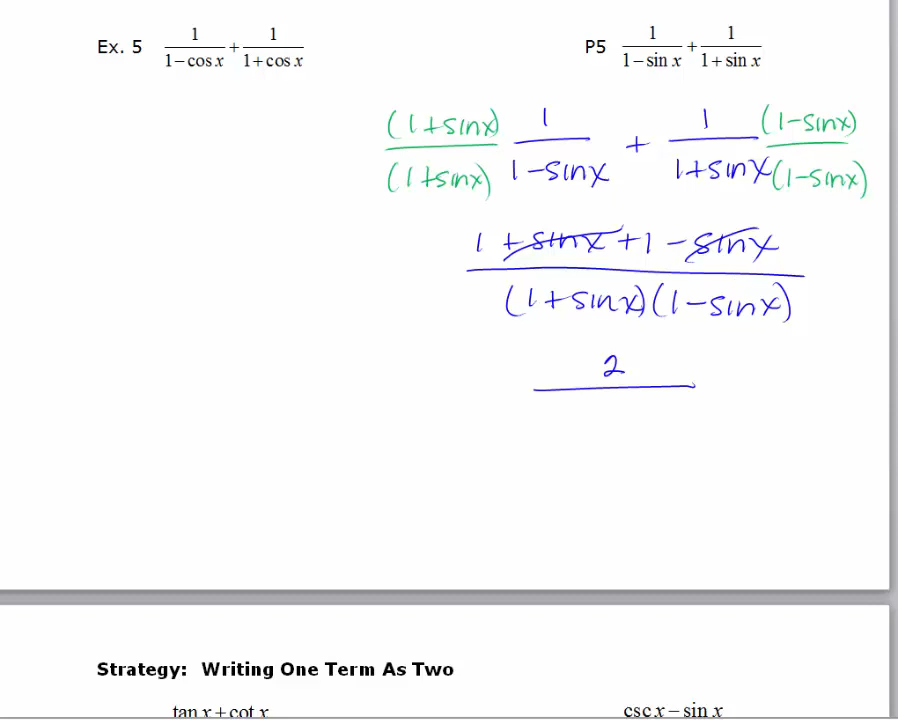 Ex. 5 1/(1−cos x) + 1/(1+cos x)
P5 1/(1−sin x) + 1/(1+sin x)
(1+sinx)/(1+sinx) 1/(1−sinx) + 1/(1+sinx) (1−sinx)/(1−sinx)
1 + sinx + 1 − sinx
(1+sinx)(1−sinx)
2
Strategy: Writing One Term As Two
tan x + cot x
csc x − sin x